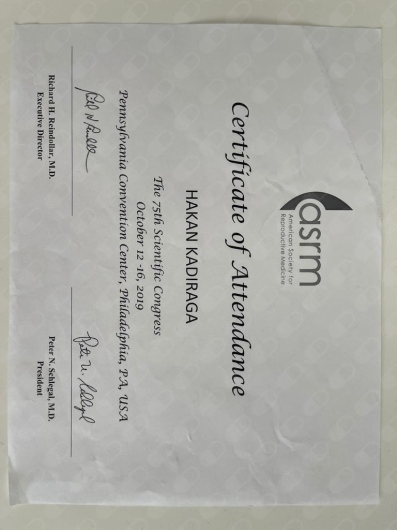 asrm
American Society for
Reproductive Medicine
Certificate of Attendance
HAKAN KADIRAGA
The 75th Scientific Congress
October 12 -16, 2019
Pennsylvania Convention Center, Philadelphia, PA, USA
Richard H. Reindollar, M.D.
Executive Director
Peter N. Schlegal, M.D.
President